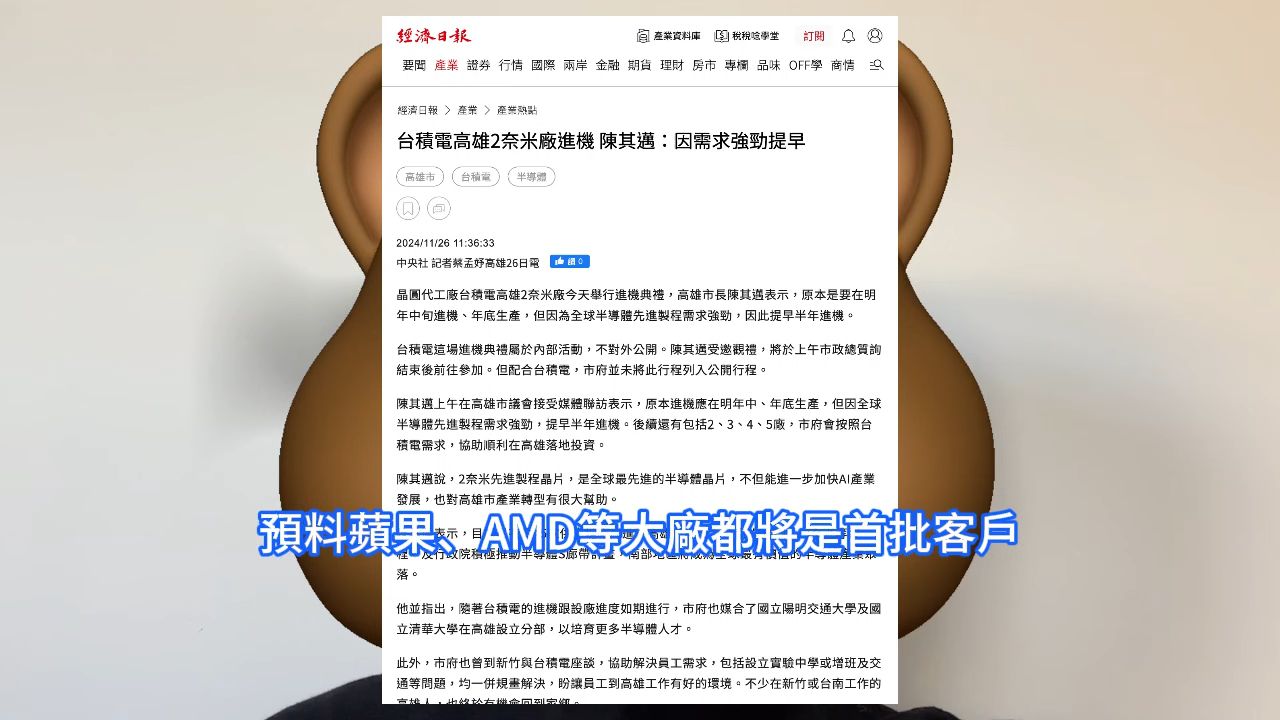 經濟日報
產業資料庫
稅稅唸學堂
訂閱
要聞 產業 證券 行情 國際 兩岸 金融 期貨 理財 房市 專欄 品味 OFF學 商情
經濟日報 > 產業 > 產業熱點
台積電高雄2奈米廠進機 陳其邁：因需求強勁提早
高雄市 台積電 半導體
2024/11/26 11:36:33
中央社 記者蔡孟妤高雄26日電
讚 0
晶圓代工廠台積電高雄2奈米廠今天舉行進機典禮，高雄市長陳其邁表示，原本是要在明
年中旬進機、年底生產，但因為全球半導體先進製程需求強勁，因此提早半年進機。
台積電這場進機典禮屬於內部活動，不對外公開。陳其邁受邀觀禮，將於上午市政總質詢
結束後前往參加。但配合台積電，市府並未將此行程列入公開行程。
陳其邁上午在高雄市議會接受媒體聯訪表示，原本進機應在明年中、年底生產，但因全球
半導體先進製程需求強勁，提早半年進機。後續還有包括2、3、4、5廠，市府會按照台
積電需求，協助順利在高雄落地投資。
陳其邁說，2奈米先進製程晶片，是全球最先進的半導體晶片，不但能進一步加快AI產業
發展，也對高雄市產業轉型有很大幫助。
預料蘋果、AMD等大廠都將是首批客戶
表示，目
落。
他並指出，隨著台積電的進機跟設廠進度如期進行，市府也媒合了國立陽明交通大學及國
立清華大學在高雄設立分部，以培育更多半導體人才。
此外，市府也曾到新竹與台積電座談，協助解決員工需求，包括設立實驗中學或增班及交
通等問題，均一併規畫解決，盼讓員工到高雄工作有好的環境。不少在新竹或台南工作的
高雄人，也終於有機會回到家鄉。